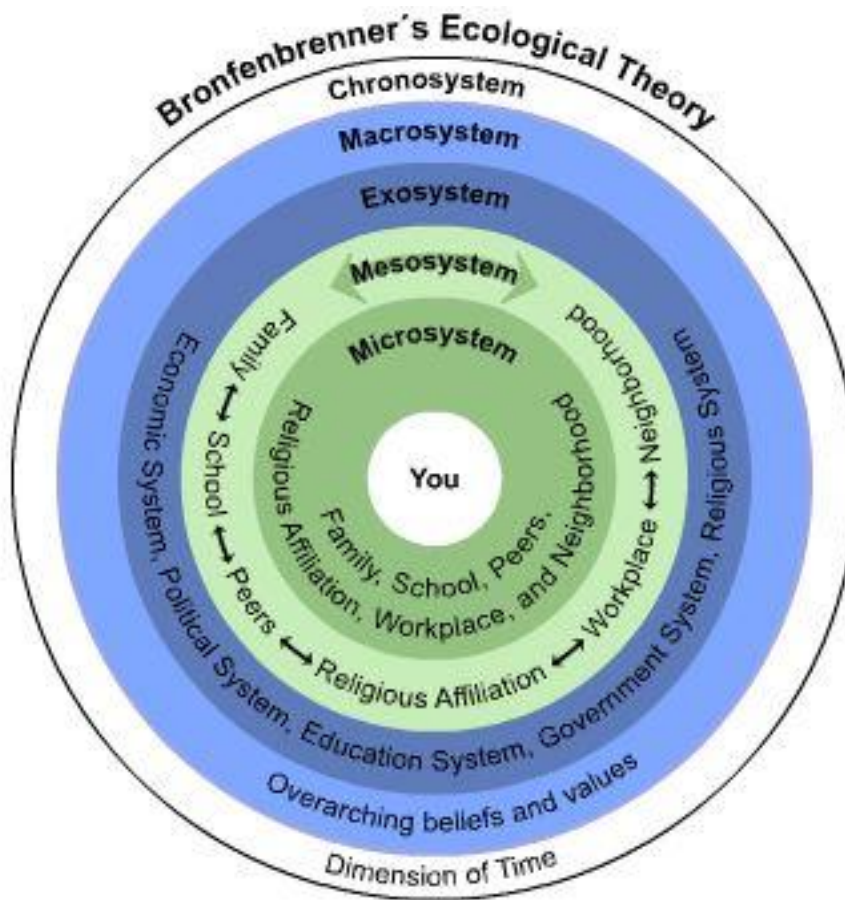 Bronfenbrenner´s Ecological Theory
Chronosystem
Macrosystem
Exosystem
Mesosystem
Microsystem
You
Family, School, Peers,
Religious Affiliation, Workplace, and Neighborhood
Family ↔ School ↔ Peers ↔ Religious Affiliation ↔ Workplace ↔ Neighborhood
Economic System, Political System, Education System, Government System, Religious System
Overarching beliefs and values
Dimension of Time